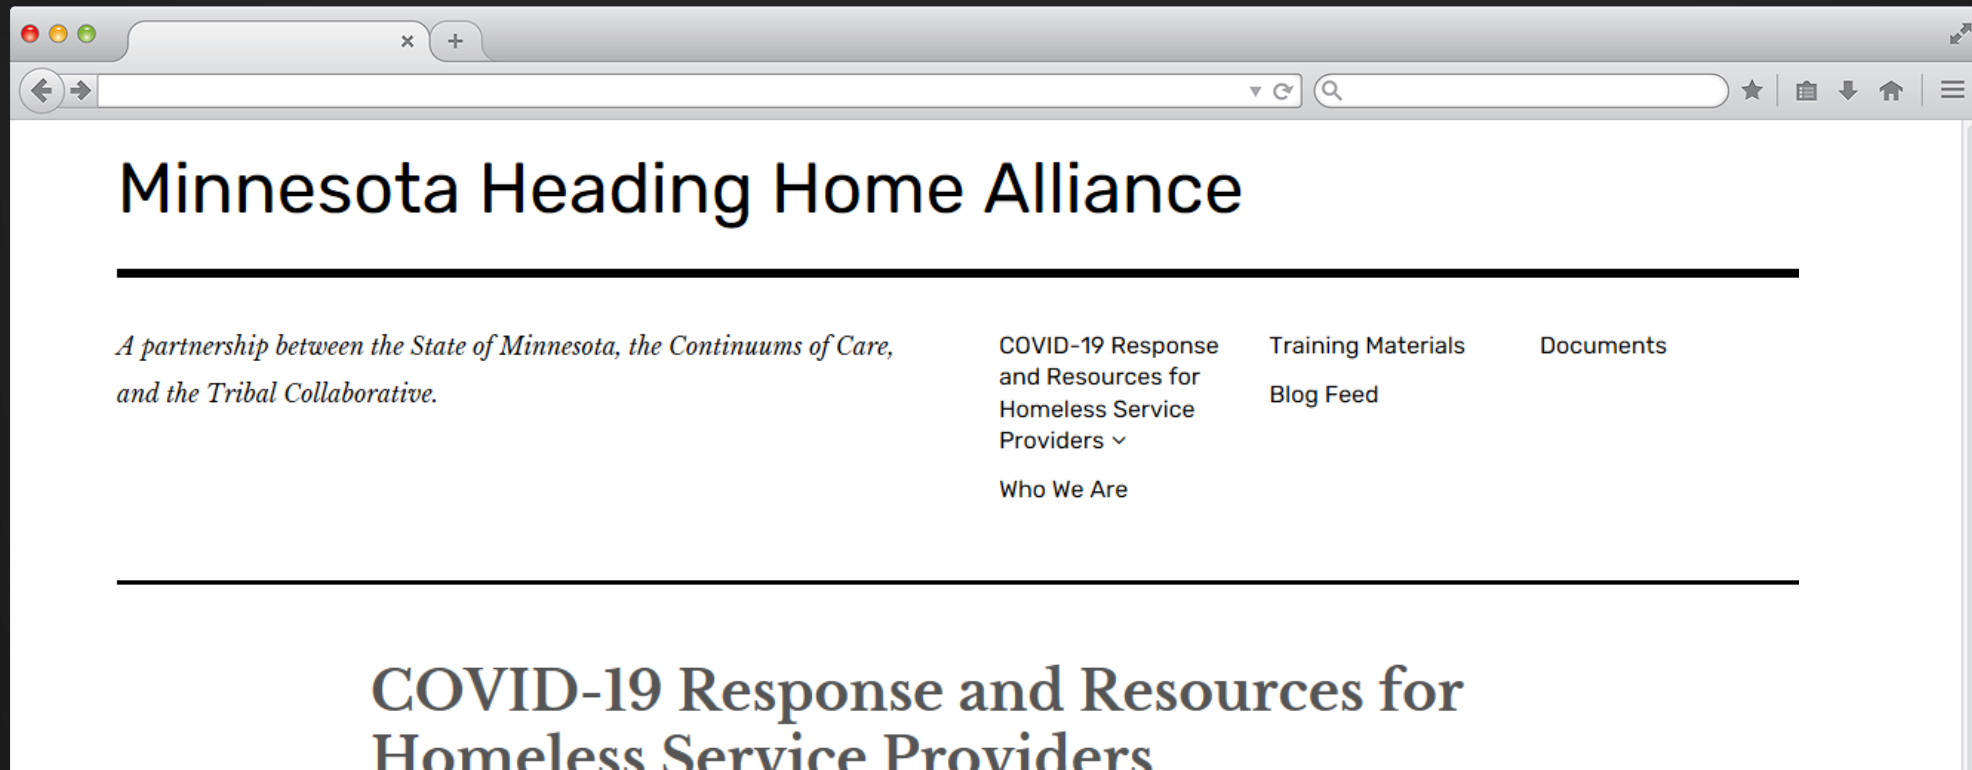 Minnesota Heading Home Alliance
A partnership between the State of Minnesota, the Continuums of Care,
and the Tribal Collaborative.
COVID-19 Response
and Resources for
Homeless Service
Providers
Who We Are
Training Materials
Blog Feed
Documents
COVID-19 Response and Resources for
Homeless Service Providers